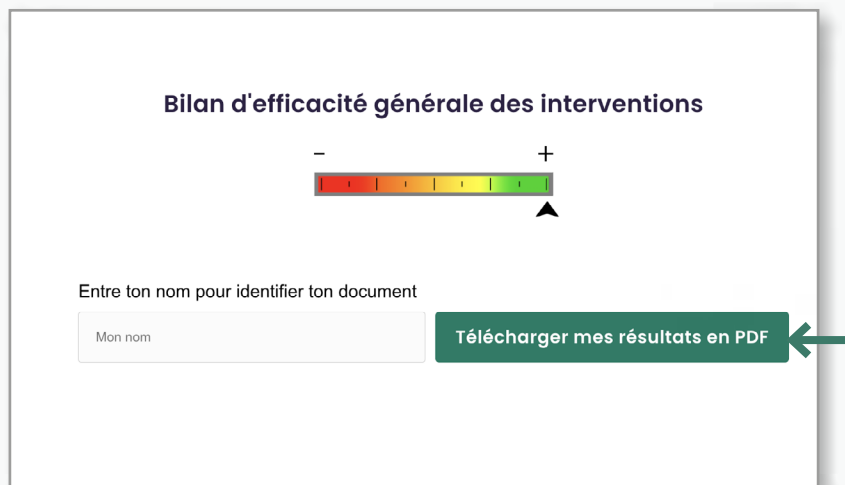 Bilan d'efficacité générale des interventions
- +
Entre ton nom pour identifier ton document
Mon nom
Télécharger mes résultats en PDF